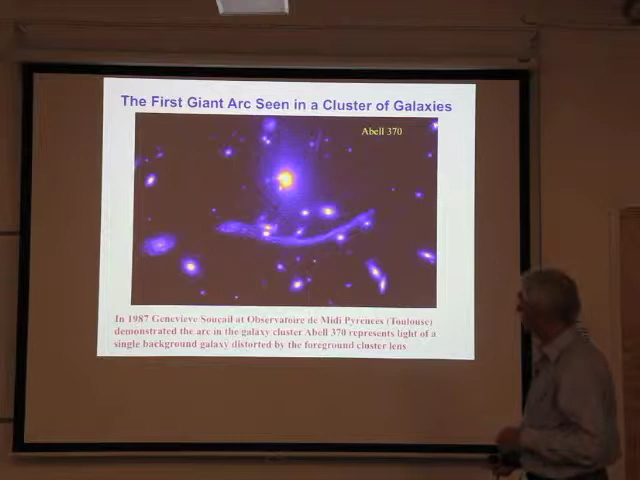 The First Giant Arc Seen in a Cluster of Galaxies
Abell 370
In 1987 Genevieve Soucail at Observatoire de Midi Pyrences (Toulouse)
demonstrated the arc in the galaxy cluster Abell 370 represents light of a
single background galaxy distorted by the foreground cluster lens